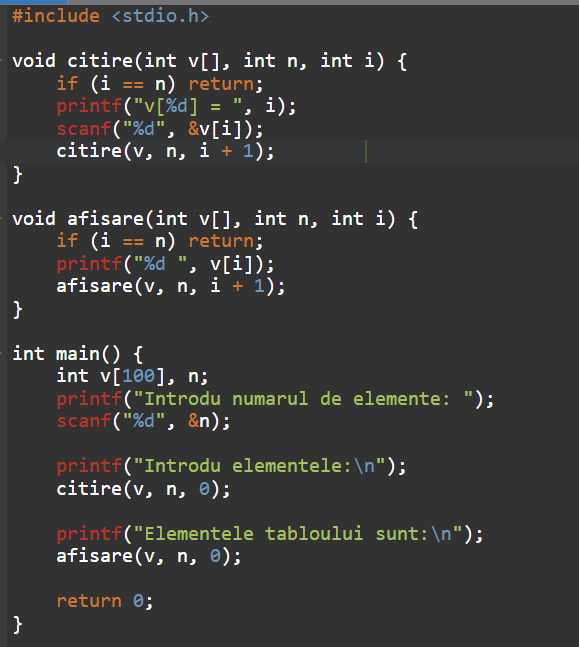 #include <stdio.h>
void citire(int v[], int n, int i) {
if (i == n) return;
printf("v[%d] = ", i);
scanf("%d", &v[i]);
citire(v, n, i + 1);
}
void afisare(int v[], int n, int i) {
if (i == n) return;
printf("%d ", v[i]);
afisare(v, n, i + 1);
}
int main() {
int v[100], n;
printf("Introdu numarul de elemente: ");
scanf("%d", &n);
printf("Introdu elementele:\n");
citire(v, n, 0);
printf("Elementele tabloului sunt:\n");
afisare(v, n, 0);
return 0;
}